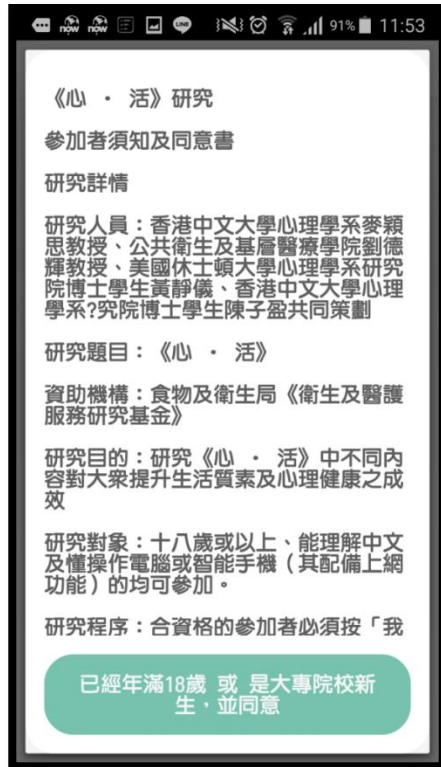 now
now
LINE
91%
11:53
《心 · 活》研究
參加者須知及同意書
研究詳情
研究人員：香港中文大學心理學系麥穎
思教授、公共衛生及基層醫療學院劉德
輝教授、美國休士頓大學心理學系研究
院博士學生黃靜儀、香港中文大學心理
學系?究院博士學生陳子盈共同策劃
研究題目：《心 · 活》
資助機構：食物及衛生局《衛生及醫護
服務研究基金》
研究目的：研究《心 · 活》中不同內
容對大眾提升生活質素及心理健康之成
效
研究對象：十八歲或以上、能理解中文
及懂操作電腦或智能手機（其配備上網
功能）的均可參加。
研究程序：合資格的參加者必須按「我
已經年滿18歲 或 是大專院校新
生，並同意